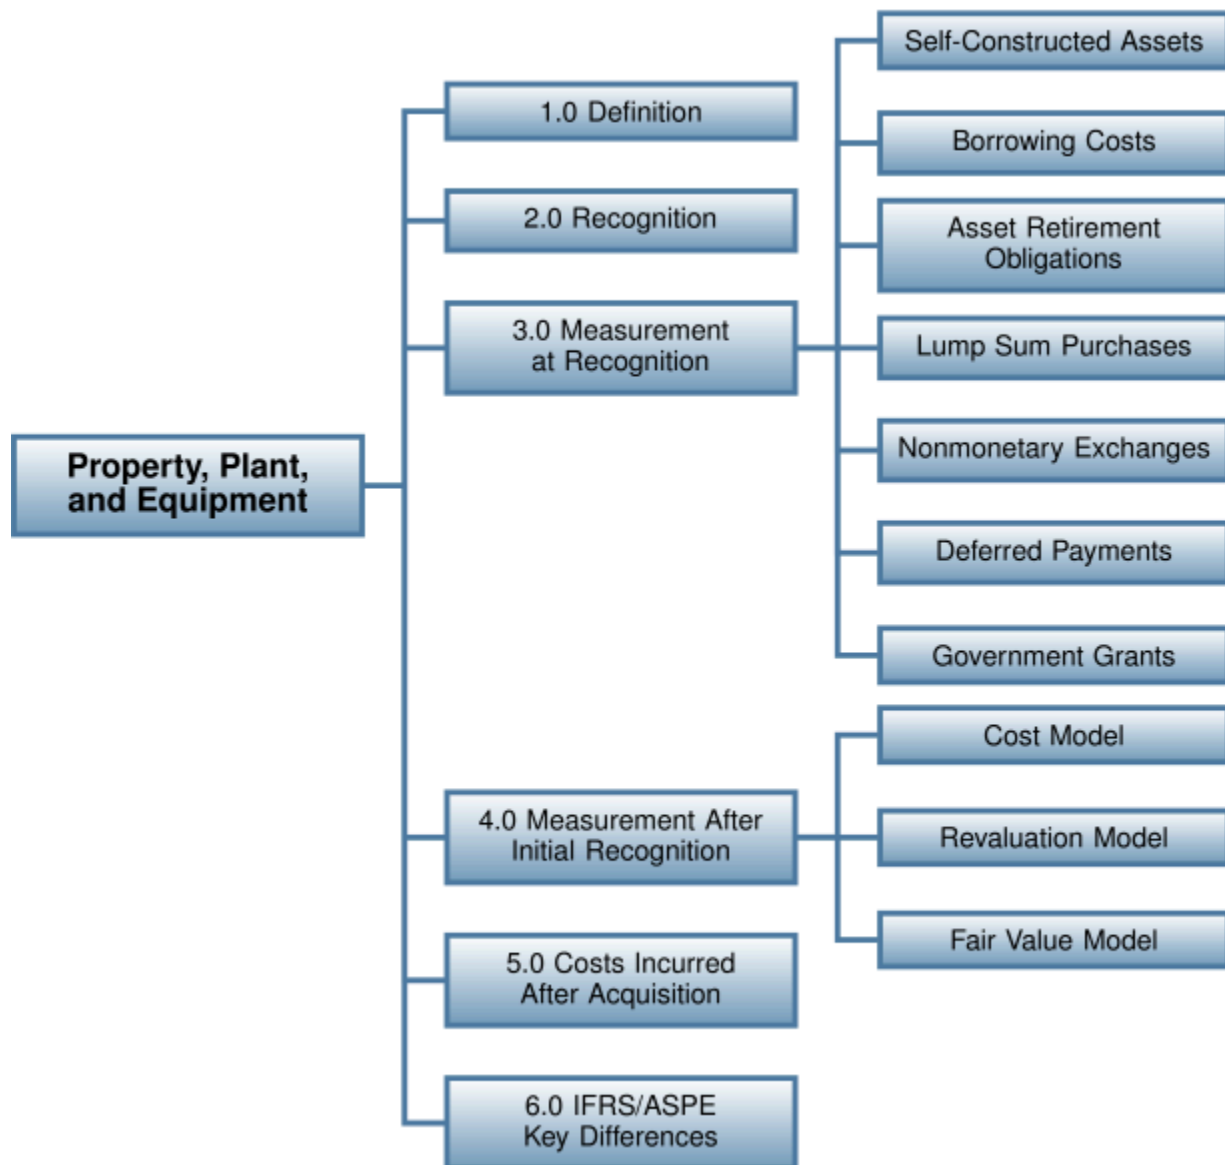 Property, Plant,
and Equipment
1.0 Definition
2.0 Recognition
3.0 Measurement
at Recognition
Self-Constructed Assets
Borrowing Costs
Asset Retirement
Obligations
Lump Sum Purchases
Nonmonetary Exchanges
Deferred Payments
Government Grants
4.0 Measurement After
Initial Recognition
Cost Model
Revaluation Model
Fair Value Model
5.0 Costs Incurred
After Acquisition
6.0 IFRS/ASPE
Key Differences